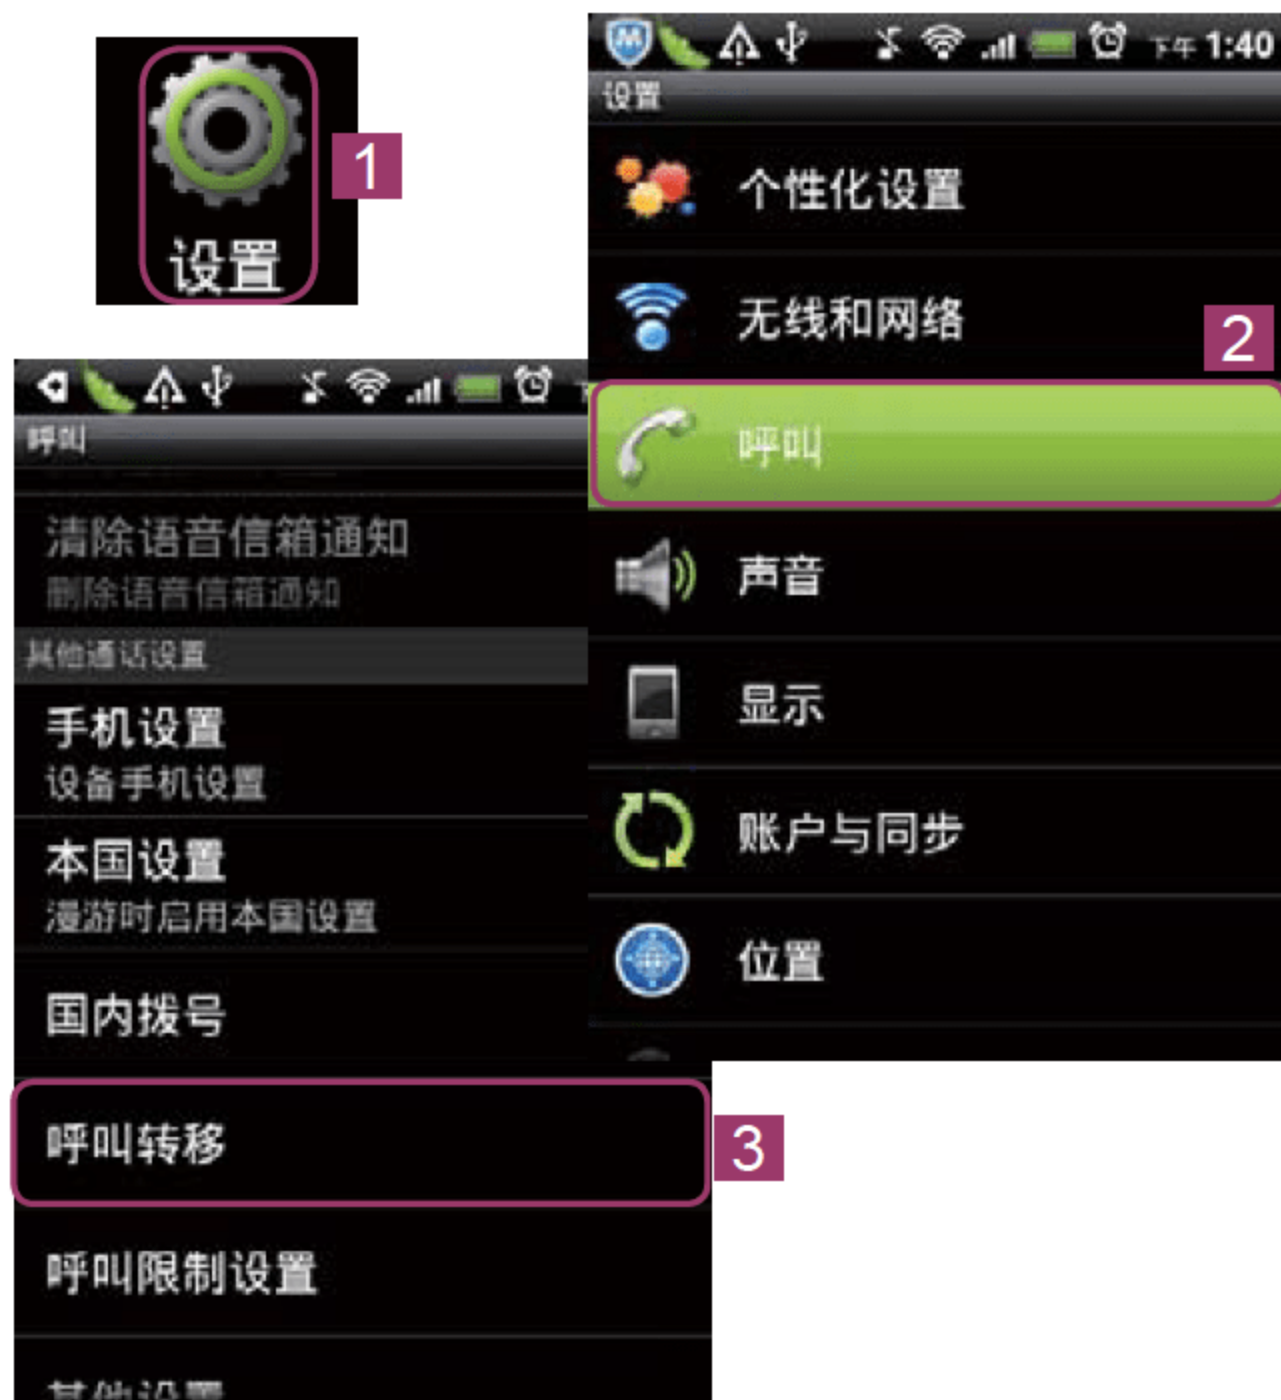 设置
1
下午 1:40
设置
个性化设置
无线和网络
2
呼叫
声音
显示
账户与同步
位置
呼叫
清除语音信箱通知
删除语音信箱通知
其他通话设置
手机设置
设备手机设置
本国设置
漫游时启用本国设置
国内拨号
呼叫转移
3
呼叫限制设置
其他设置